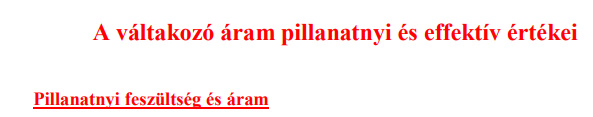 A váltakozó áram pillanatnyi és effektív értékei
Pillanatnyi feszültség és áram